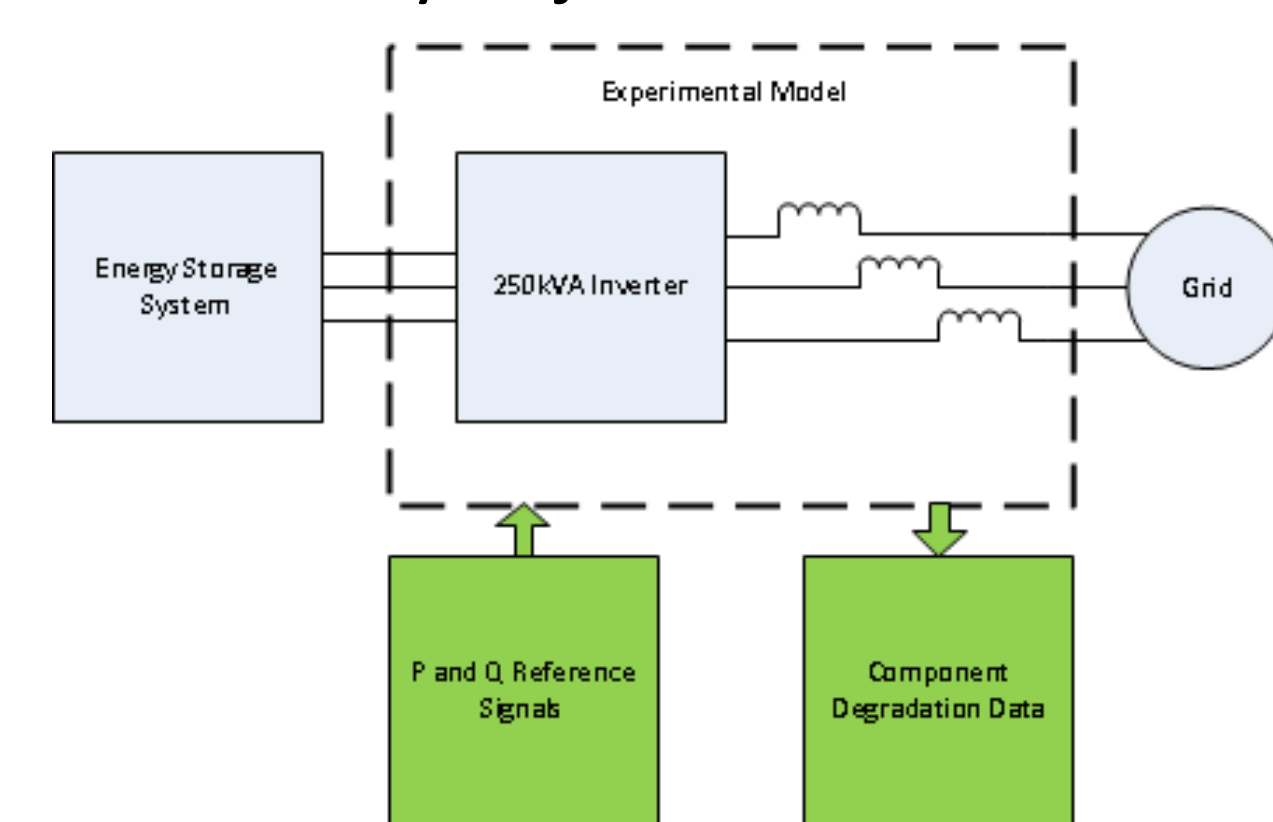 Experimental Model
Energy Storage
System
250kVA Inverter
Grid
P and Q Reference
Signals
Component
Degradation Data